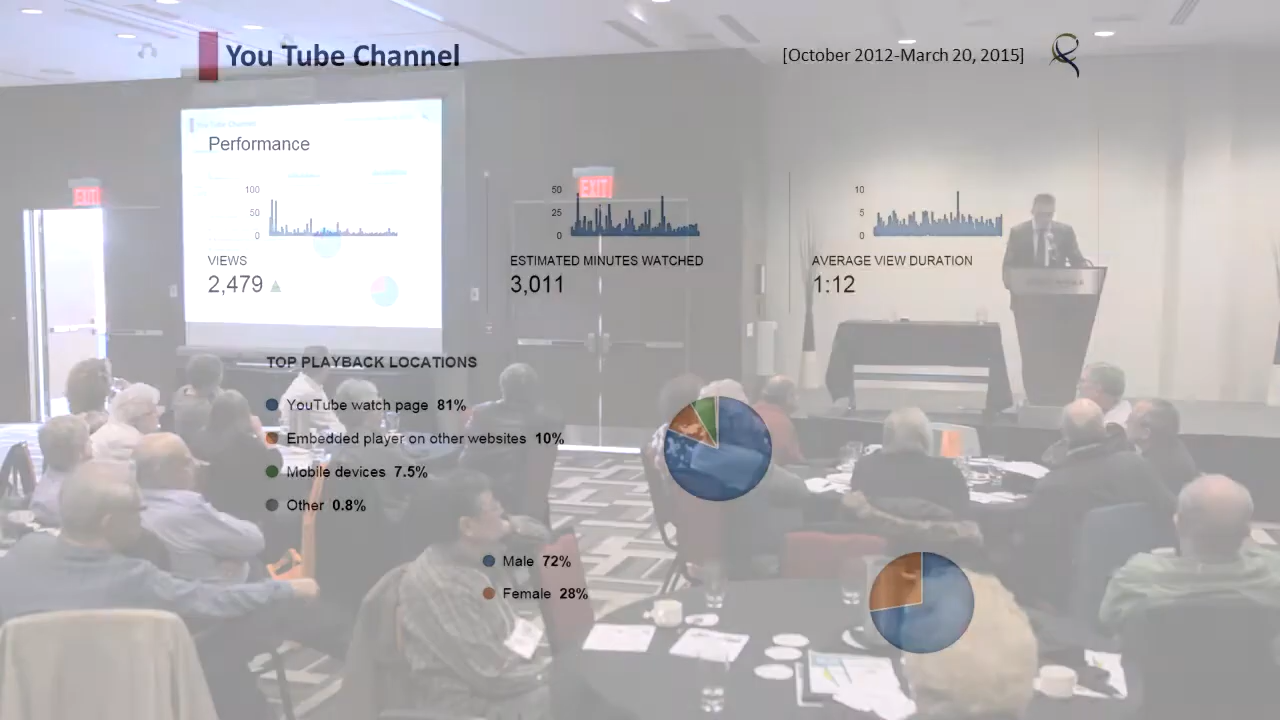 You Tube Channel
[October 2012-March 20, 2015]
You Tube Channel
Performance
EXIT
EXIT
100
50
0
50
25
0
10
5
0
VIEWS
2,479
ESTIMATED MINUTES WATCHED
3,011
AVERAGE VIEW DURATION
1:12
TOP PLAYBACK LOCATIONS
YouTube watch page 81%
Embedded player on other websites 10%
Mobile devices 7.5%
Other 0.8%
Male 72%
Female 28%